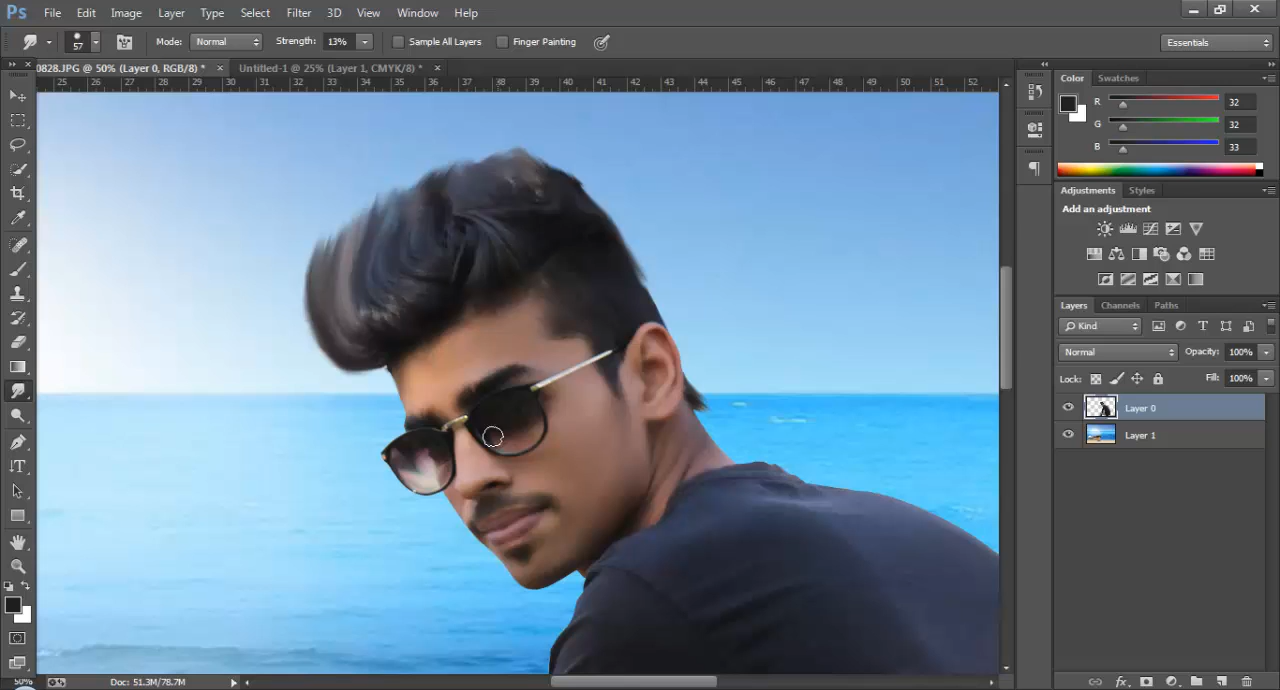 Ps File Edit Image Layer Type Select Filter 3D View Window Help
57 Mode: Normal Strength: 13% Sample All Layers Finger Painting Essentials
0828.JPG @ 50% (Layer 0, RGB/8) * × Untitled-1 @ 25% (Layer 1, CMYK/8) * ×
25 26 27 28 29 30 31 32 33 34 35 36 37 38 39 40 41 42 43 44 45 46 47 48 49 50 51 52
Color Swatches
R 32
G 32
B 33
Adjustments Styles
Add an adjustment
Layers Channels Paths
Kind
Normal Opacity: 100%
Lock: Fill: 100%
Layer 0
Layer 1
50% Doc: 51.3M/78.7M
fx